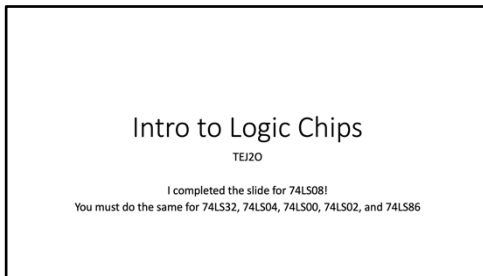 Intro to Logic Chips
TEJ2O
I completed the slide for 74LS08!
You must do the same for 74LS32, 74LS04, 74LS00, 74LS02, and 74LS86